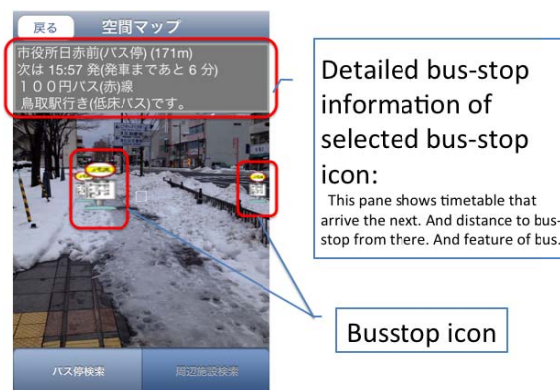 戻る
空間マップ
市役所日赤前(バス停) (171m)
次は 15:57 発(発車まであと 6 分)
１００円バス(赤)線
鳥取駅行き(低床バス)です。
バス
バス停検索
周辺施設検索
Detailed bus-stop
information of
selected bus-stop
icon:
This pane shows timetable that
arrive the next. And distance to bus-
stop from there. And feature of bus.
Busstop icon